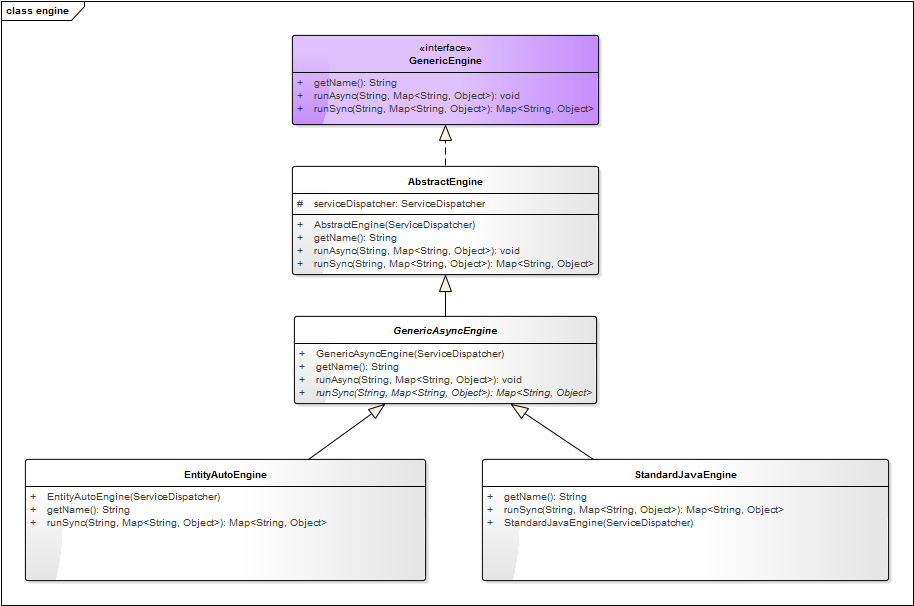 class engine
«interface»
GenericEngine
+ getName(): String
+ runAsync(String, Map<String, Object>): void
+ runSync(String, Map<String, Object>): Map<String, Object>
AbstractEngine
# serviceDispatcher: ServiceDispatcher
+ AbstractEngine(ServiceDispatcher)
+ getName(): String
+ runAsync(String, Map<String, Object>): void
+ runSync(String, Map<String, Object>): Map<String, Object>
GenericAsyncEngine
+ GenericAsyncEngine(ServiceDispatcher)
+ getName(): String
+ runAsync(String, Map<String, Object>): void
+ runSync(String, Map<String, Object>): Map<String, Object>
EntityAutoEngine
+ EntityAutoEngine(ServiceDispatcher)
+ getName(): String
+ runSync(String, Map<String, Object>): Map<String, Object>
StandardJavaEngine
+ getName(): String
+ runSync(String, Map<String, Object>): Map<String, Object>
+ StandardJavaEngine(ServiceDispatcher)